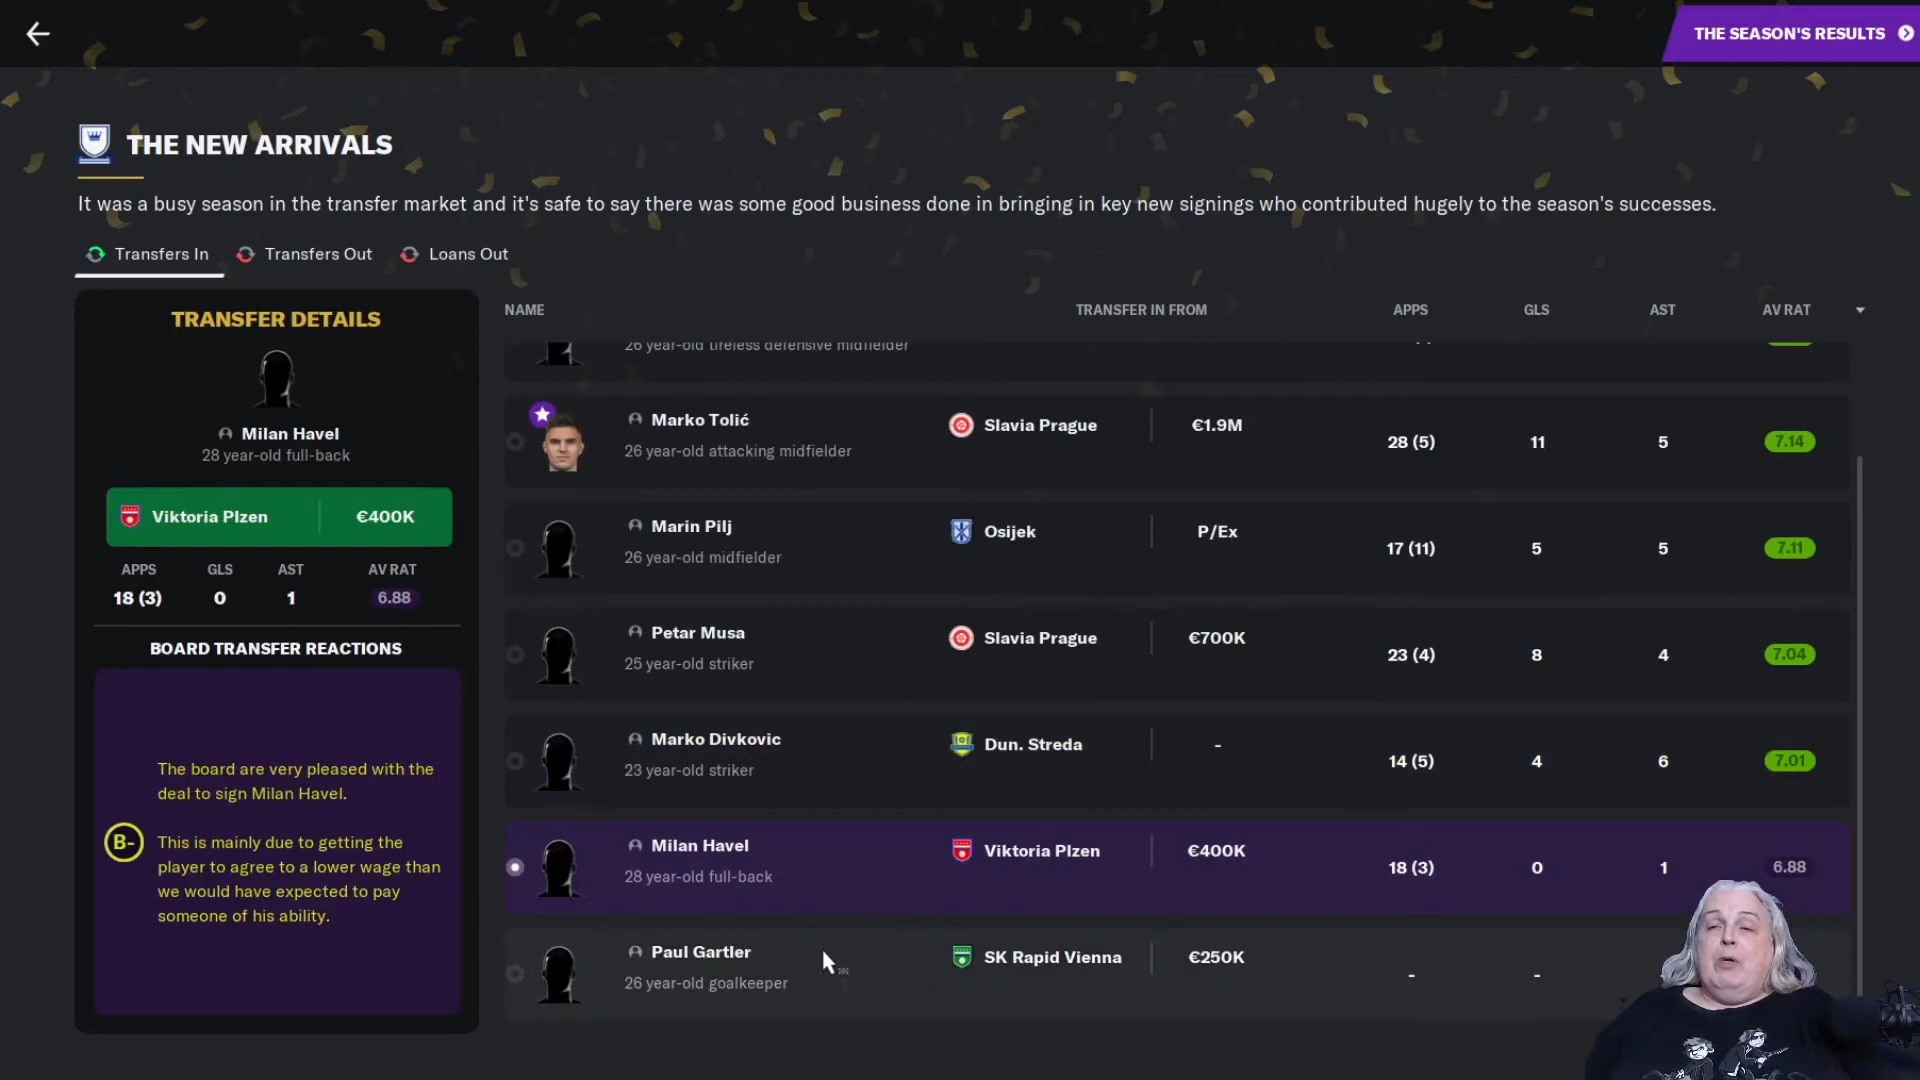 THE SEASON'S RESULTS
THE NEW ARRIVALS
It was a busy season in the transfer market and it's safe to say there was some good business done in bringing in key new signings who contributed hugely to the season's successes.
Transfers In Transfers Out Loans Out
TRANSFER DETAILS
Milan Havel
28 year-old full-back
Viktoria Plzen €400K
APPS GLS AST AV RAT
18 (3) 0 1 6.88
BOARD TRANSFER REACTIONS
The board are very pleased with the
deal to sign Milan Havel.
B-
This is mainly due to getting the
player to agree to a lower wage than
we would have expected to pay
someone of his ability.
NAME TRANSFER IN FROM APPS GLS AST AV RAT
26 year-old tireless defensive midfielder
Marko Tolić Slavia Prague €1.9M 28 (5) 11 5 7.14
26 year-old attacking midfielder
Marin Pilj Osijek P/Ex 17 (11) 5 5 7.11
26 year-old midfielder
Petar Musa Slavia Prague €700K 23 (4) 8 4 7.04
25 year-old striker
Marko Divkovic Dun. Streda - 14 (5) 4 6 7.01
23 year-old striker
Milan Havel Viktoria Plzen €400K 18 (3) 0 1 6.88
28 year-old full-back
Paul Gartler SK Rapid Vienna €250K - -
26 year-old goalkeeper